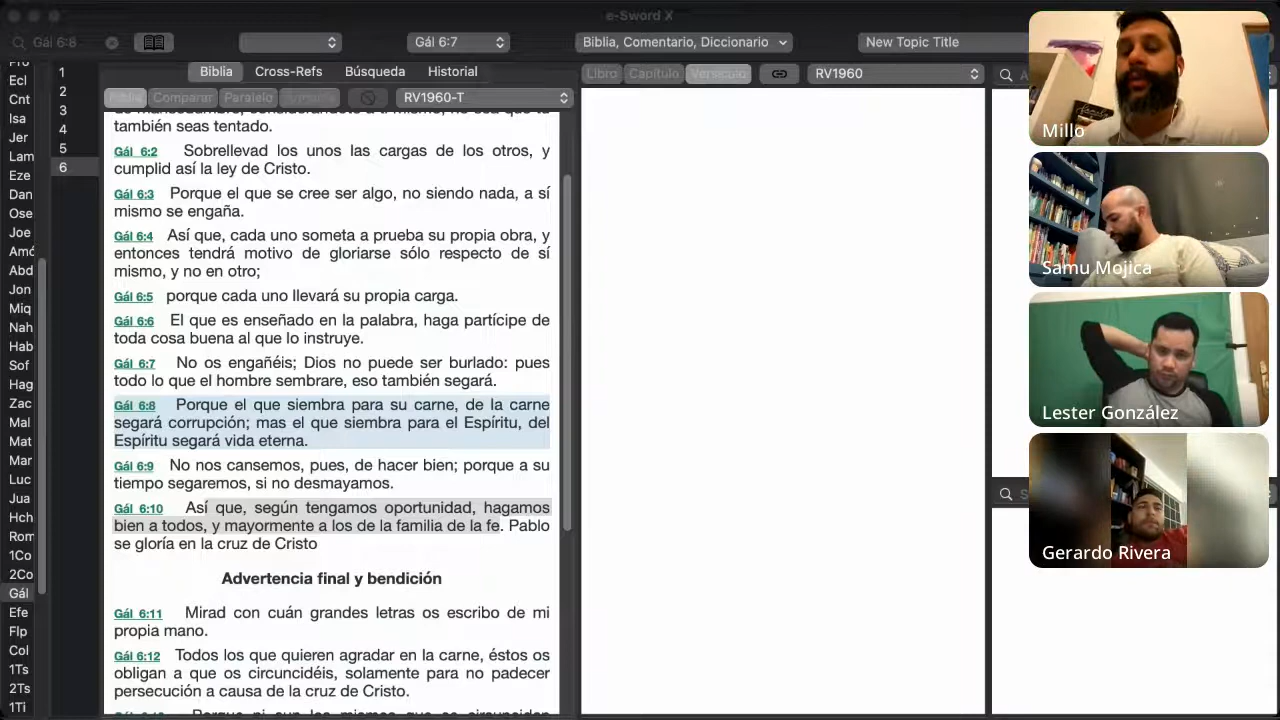 e-Sword X
Gál 6:8
Gál 6:7
Biblia, Comentario, Diccionario
New Topic Title
Biblia
Cross-Refs
Búsqueda
Historial
Biblia
Comparar
Paralelo
RV1960-T
Libro
Capítulo
Versículo
RV1960
Pro
Ecl
Cnt
Isa
Jer
Lam
Eze
Dan
Ose
Joe
Amó
Abd
Jon
Miq
Nah
Hab
Sof
Hag
Zac
Mal
Mat
Mar
Luc
Jua
Hch
Rom
1Co
2Co
Gál
Efe
Flp
Col
1Ts
2Ts
1Ti
1
2
3
4
5
6
también seas tentado.
Gál 6:2 Sobrellevad los unos las cargas de los otros, y
cumplid así la ley de Cristo.
Gál 6:3 Porque el que se cree ser algo, no siendo nada, a sí
mismo se engaña.
Gál 6:4 Así que, cada uno someta a prueba su propia obra, y
entonces tendrá motivo de gloriarse sólo respecto de sí
mismo, y no en otro;
Gál 6:5 porque cada uno llevará su propia carga.
Gál 6:6 El que es enseñado en la palabra, haga partícipe de
toda cosa buena al que lo instruye.
Gál 6:7 No os engañéis; Dios no puede ser burlado: pues
todo lo que el hombre sembrare, eso también segará.
Gál 6:8 Porque el que siembra para su carne, de la carne
segará corrupción; mas el que siembra para el Espíritu, del
Espíritu segará vida eterna.
Gál 6:9 No nos cansemos, pues, de hacer bien; porque a su
tiempo segaremos, si no desmayamos.
Gál 6:10 Así que, según tengamos oportunidad, hagamos
bien a todos, y mayormente a los de la familia de la fe. Pablo
se gloría en la cruz de Cristo
Advertencia final y bendición
Gál 6:11 Mirad con cuán grandes letras os escribo de mi
propia mano.
Gál 6:12 Todos los que quieren agradar en la carne, éstos os
obligan a que os circuncidéis, solamente para no padecer
persecución a causa de la cruz de Cristo.
Millo
Samu Mojica
Lester González
Gerardo Rivera